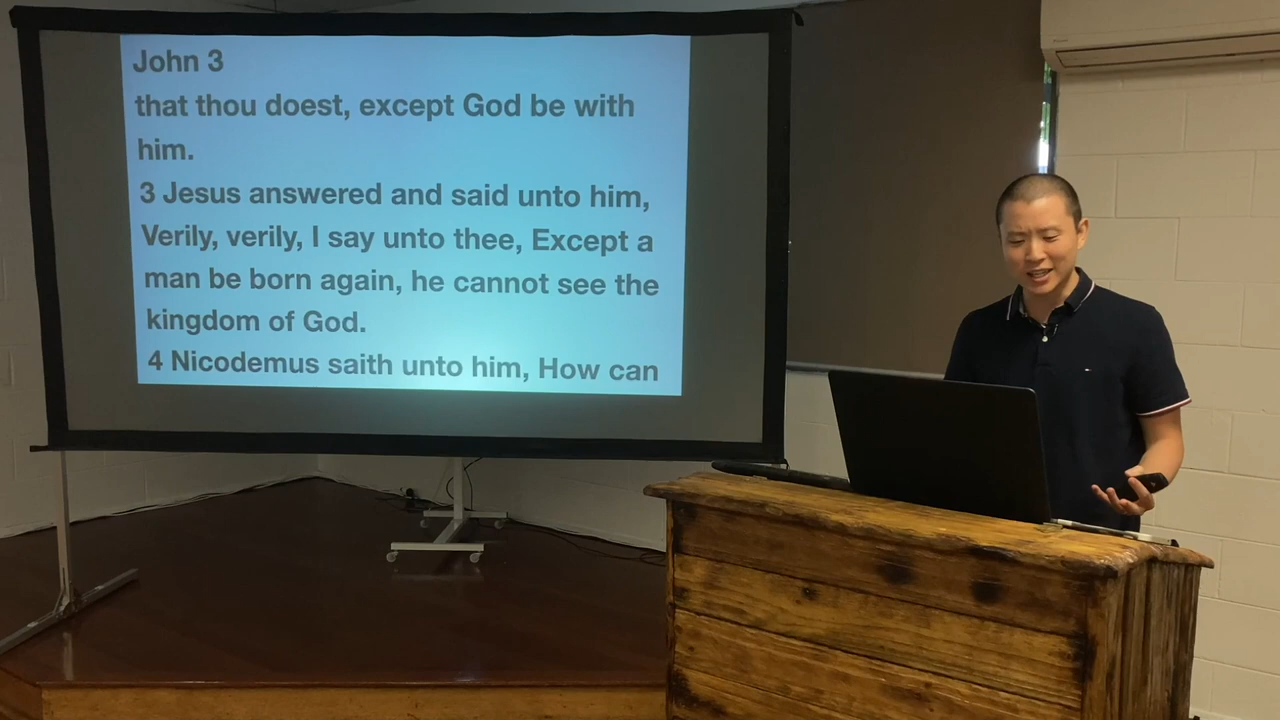 John 3
that thou doest, except God be with
him.
3 Jesus answered and said unto him,
Verily, verily, I say unto thee, Except a
man be born again, he cannot see the
kingdom of God.
4 Nicodemus saith unto him, How can